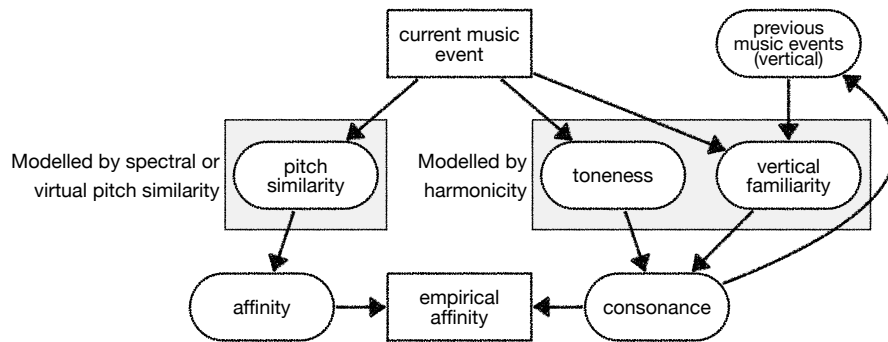 current music
event
previous
music events
(vertical)
Modelled by spectral or
virtual pitch similarity
pitch
similarity
Modelled by
harmonicity
toneness
vertical
familiarity
affinity
empirical
affinity
consonance